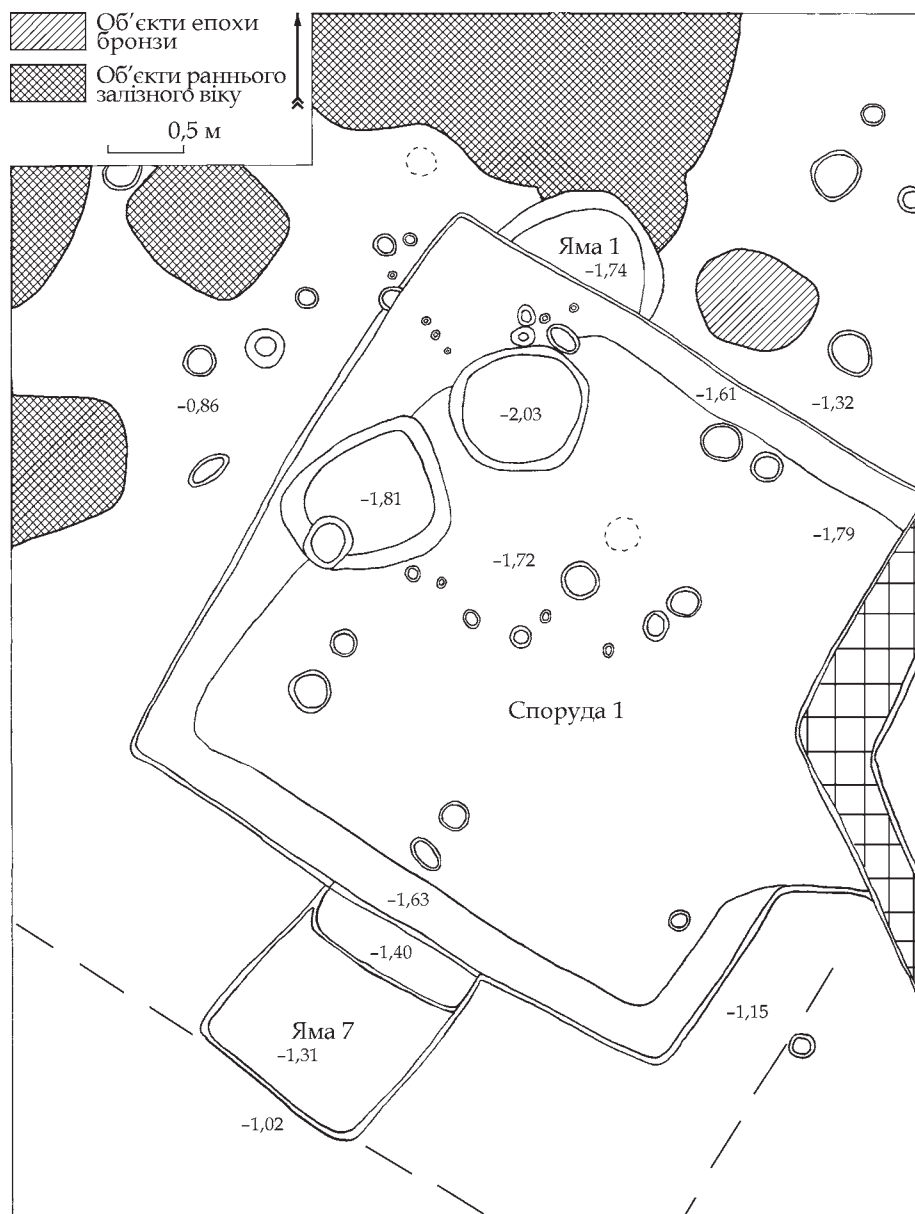 Об’єкти епохи
бронзи
Об’єкти раннього
залізного віку
0,5 м
Яма 1
–1,74
–0,86
–2,03
–1,61
–1,32
–1,81
–1,72
–1,79
Споруда 1
–1,63
–1,40
–1,15
Яма 7
–1,31
–1,02